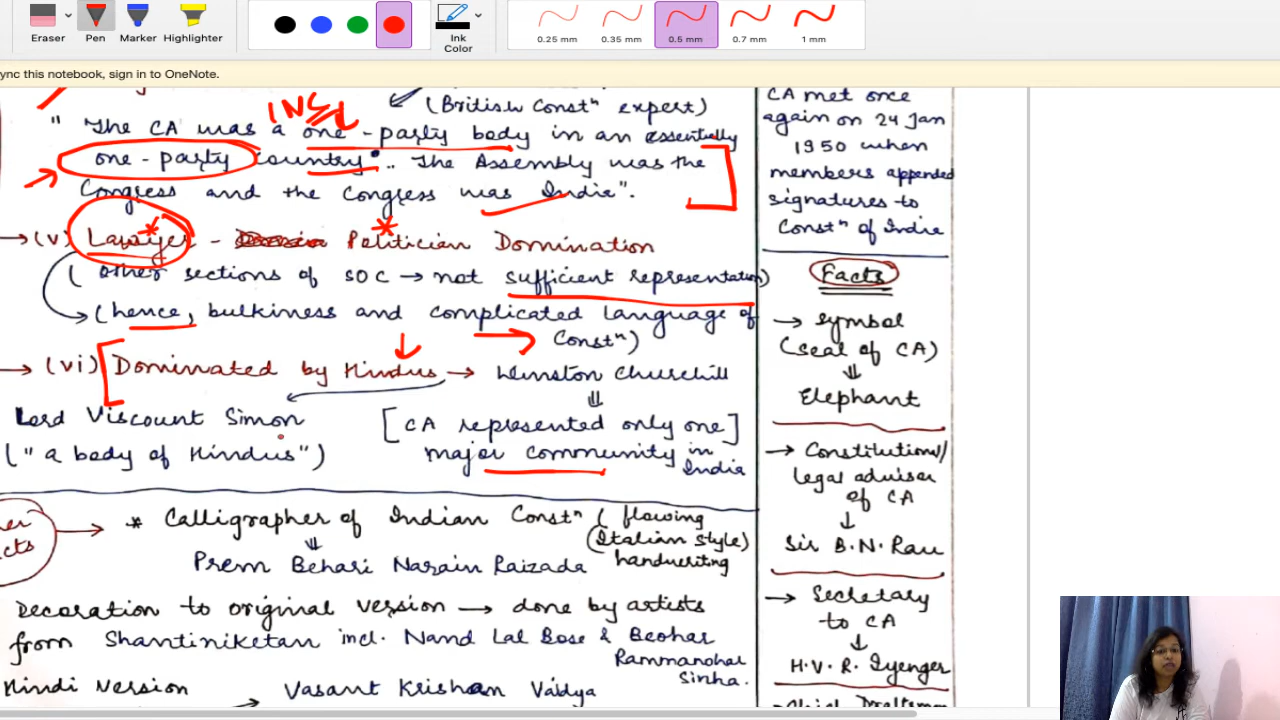 Eraser
Pen
Marker
Highlighter
Ink
Color
0.25 mm
0.35 mm
0.5 mm
0.7 mm
1 mm
ync this notebook, sign in to OneNote.
(British Constn expert)
" The CA was a one-party body in an essentially
one-party country".. The Assembly was the
Congress and the Congress was India".
→ (v) Lawyer - Politician Domination
( other sections of SOC → not sufficient representation)
(hence, bulkiness and complicated language of
Constn)
→ (vi) Dominated by Hindus → Winston Churchill
⇓
Lord Viscount Simon
("a body of Hindus")
[CA represented only one]
major community in
India
* Calligrapher of Indian Constn ( flowing
(Italian style)
handwriting
⇓
Prem Behari Narain Raizada
Decoration to original version → done by artists
from Shantiniketan incl. Nand Lal Bose & Beohar
Rammanohar
Sinha.
Hindi Version → Vasant Krishan Vaidya
CA met once
again on 24 Jan
1950 when
members appended
signatures to
Constn of India
Facts
→ Symbol
(seal of CA)
⇓
Elephant
→ Constitution/
legal adviser
of CA
↓
Sir B.N. Rau
→ Secretary
to CA
↓
H.V.R. Iyenger